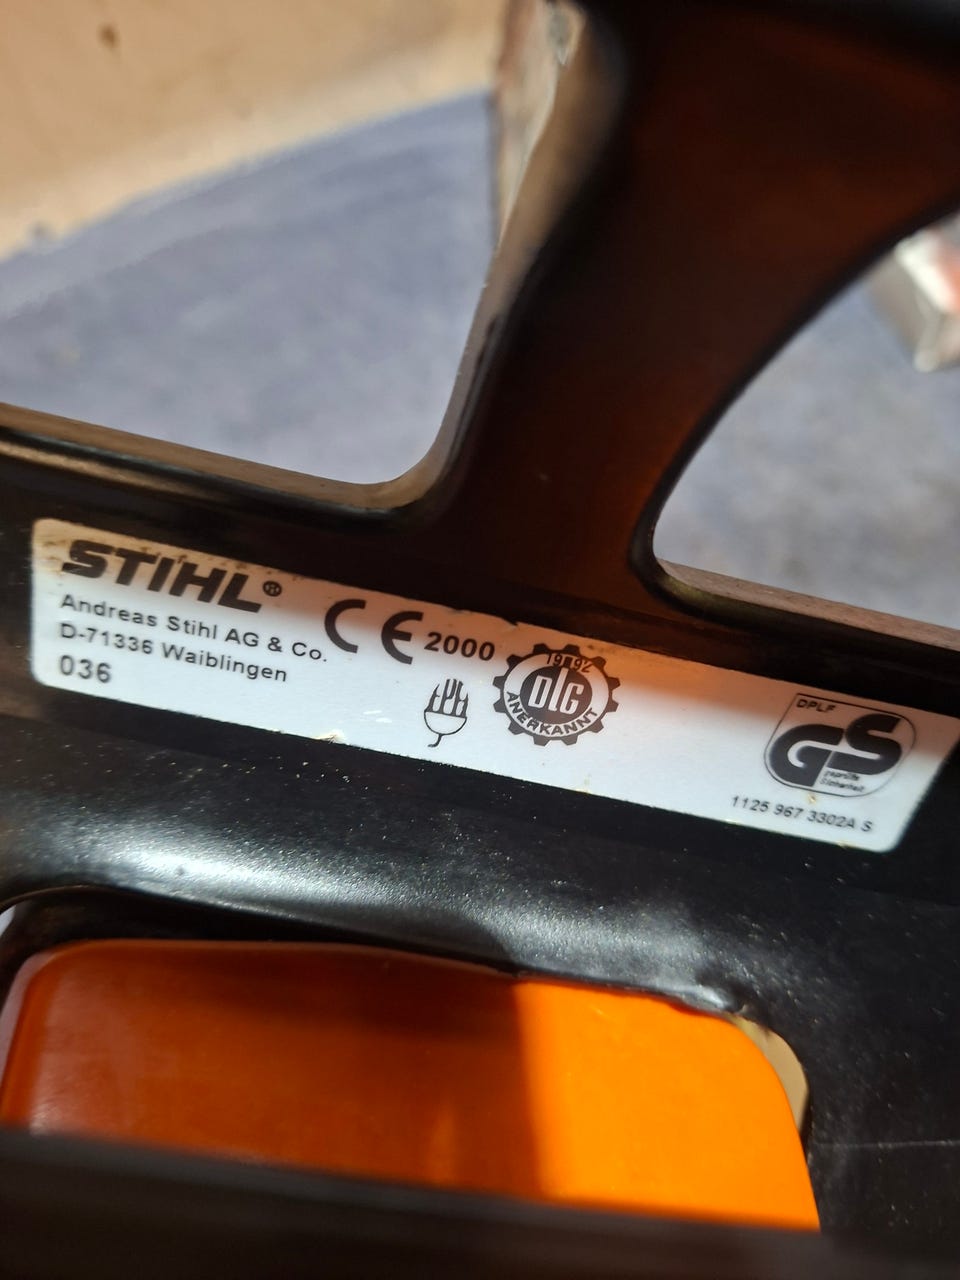 STIHL®
Andreas Stihl AG & Co.
D-71336 Waiblingen
036
CE 2000
1992
DLG
ANERKANNT
DPLF
GS
geprüfte
Sicherheit
1125 967 3302A S